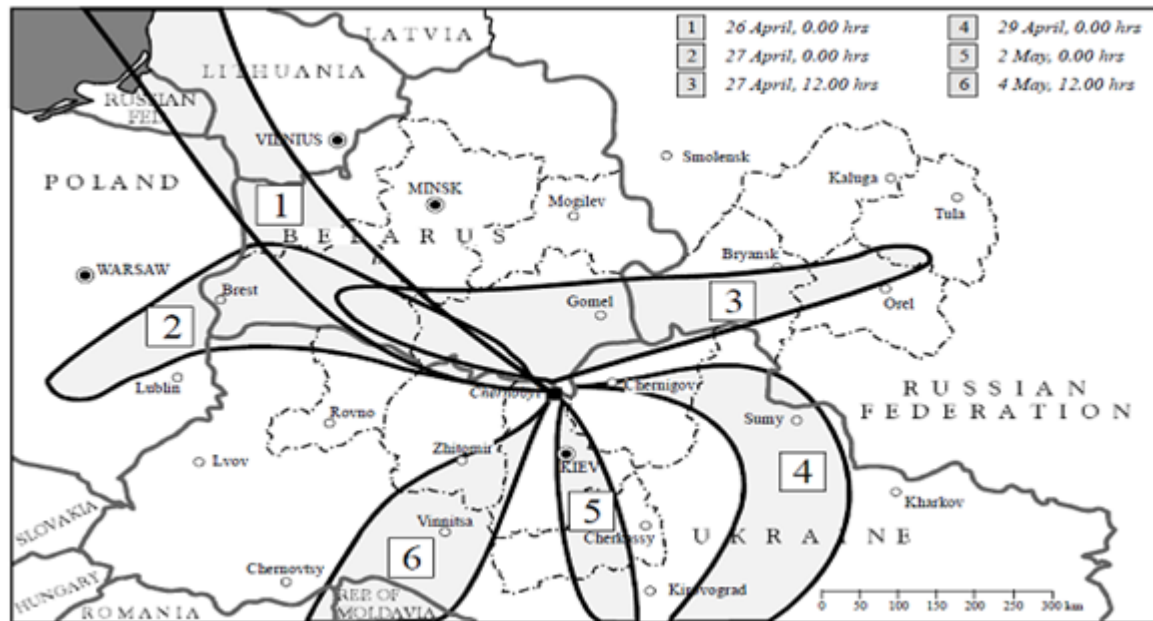 LATVIA
LITHUANIA
RUSSIAN
FED.
VILNIUS
POLAND
MINSK
Mogilev
Smolensk
Kaluga
Tula
1
BELARUS
WARSAW
Brest
Bryansk
Gomel
3
Orel
2
Lublin
Chernobyl
Chernigov
RUSSIAN
FEDERATION
Rovno
Sumy
Zhitomir
Lvov
KIEV
4
Kharkov
SLOVAKIA
Vinnitsa
5
Cherkassy
UKRAINE
6
HUNGARY
Chernovtsy
REP. OF
MOLDAVIA
Kirovograd
ROMANIA
1 26 April, 0.00 hrs
2 27 April, 0.00 hrs
3 27 April, 12.00 hrs
4 29 April, 0.00 hrs
5 2 May, 0.00 hrs
6 4 May, 12.00 hrs
0 50 100 200 300 km